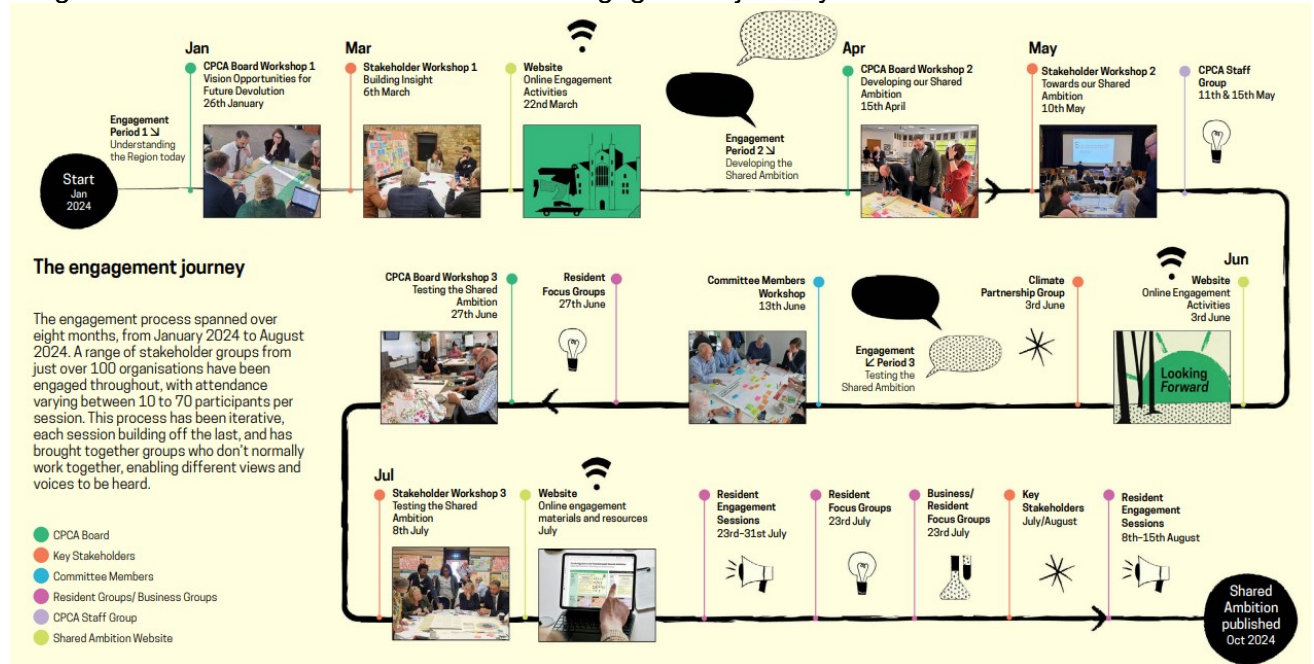 Jan
CPCA Board Workshop 1
Vision Opportunities for
Future Devolution
26th January
Mar
Stakeholder Workshop 1
Building Insight
6th March
Website
Online Engagement
Activities
22nd March
Apr
CPCA Board Workshop 2
Developing our Shared
Ambition
15th April
May
Stakeholder Workshop 2
Towards our Shared
Ambition
10th May
CPCA Staff
Group
11th & 15th May
Engagement
Period 1 ↘
Understanding
the Region today
Engagement
Period 2 ↘
Developing the
Shared Ambition
Start
Jan
2024
The engagement journey
The engagement process spanned over
eight months, from January 2024 to August
2024. A range of stakeholder groups from
just over 100 organisations have been
engaged throughout, with attendance
varying between 10 to 70 participants per
session. This process has been iterative,
each session building off the last, and has
brought together groups who don't normally
work together, enabling different views and
voices to be heard.
CPCA Board
Key Stakeholders
Committee Members
Resident Groups/ Business Groups
CPCA Staff Group
Shared Ambition Website
Jun
Website
Online Engagement
Activities
3rd June
Looking
Forward
Climate
Partnership Group
3rd June
Engagement
↙ Period 3
Testing the
Shared Ambition
Committee Members
Workshop
13th June
Resident
Focus Groups
27th June
CPCA Board Workshop 3
Testing the Shared
Ambition
27th June
Jul
Stakeholder Workshop 3
Testing the Shared
Ambition
8th July
Website
Online engagement
materials and resources
July
Resident
Engagement
Sessions
23rd–31st July
Resident
Focus Groups
23rd July
Business/
Resident
Focus Groups
23rd July
Key
Stakeholders
July/August
Resident
Engagement
Sessions
8th–15th August
Shared
Ambition
published
Oct 2024